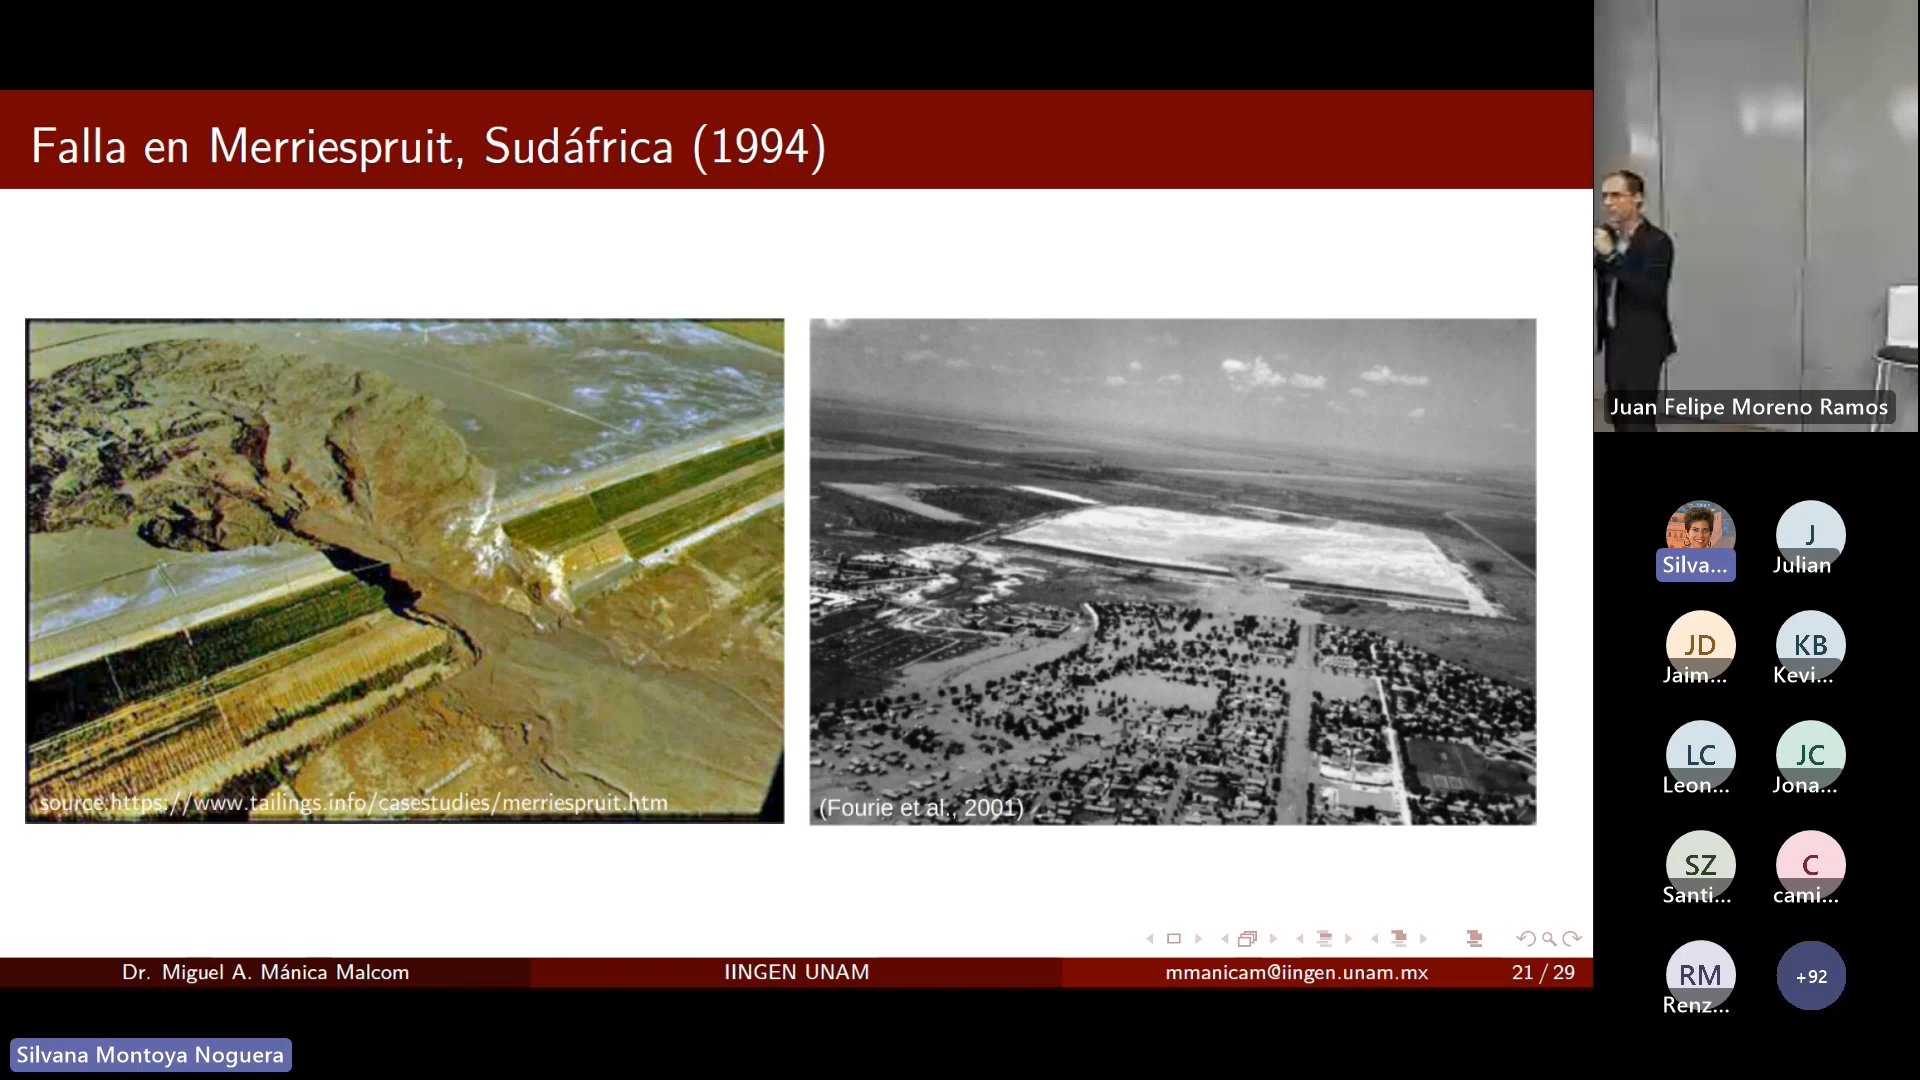 Falla en Merriespruit, Sudáfrica (1994)
source:https://www.tailings.info/casestudies/merriespruit.htm
(Fourie et al., 2001)
Dr. Miguel A. Mánica Malcom
IINGEN UNAM
mmanicam@iingen.unam.mx
21 / 29
Silvana Montoya Noguera
Juan Felipe Moreno Ramos
Silva...
J
Julian
JD
Jaim...
KB
Kevi...
LC
Leon...
JC
Jona...
SZ
Santi...
C
cami...
RM
Renz...
+92